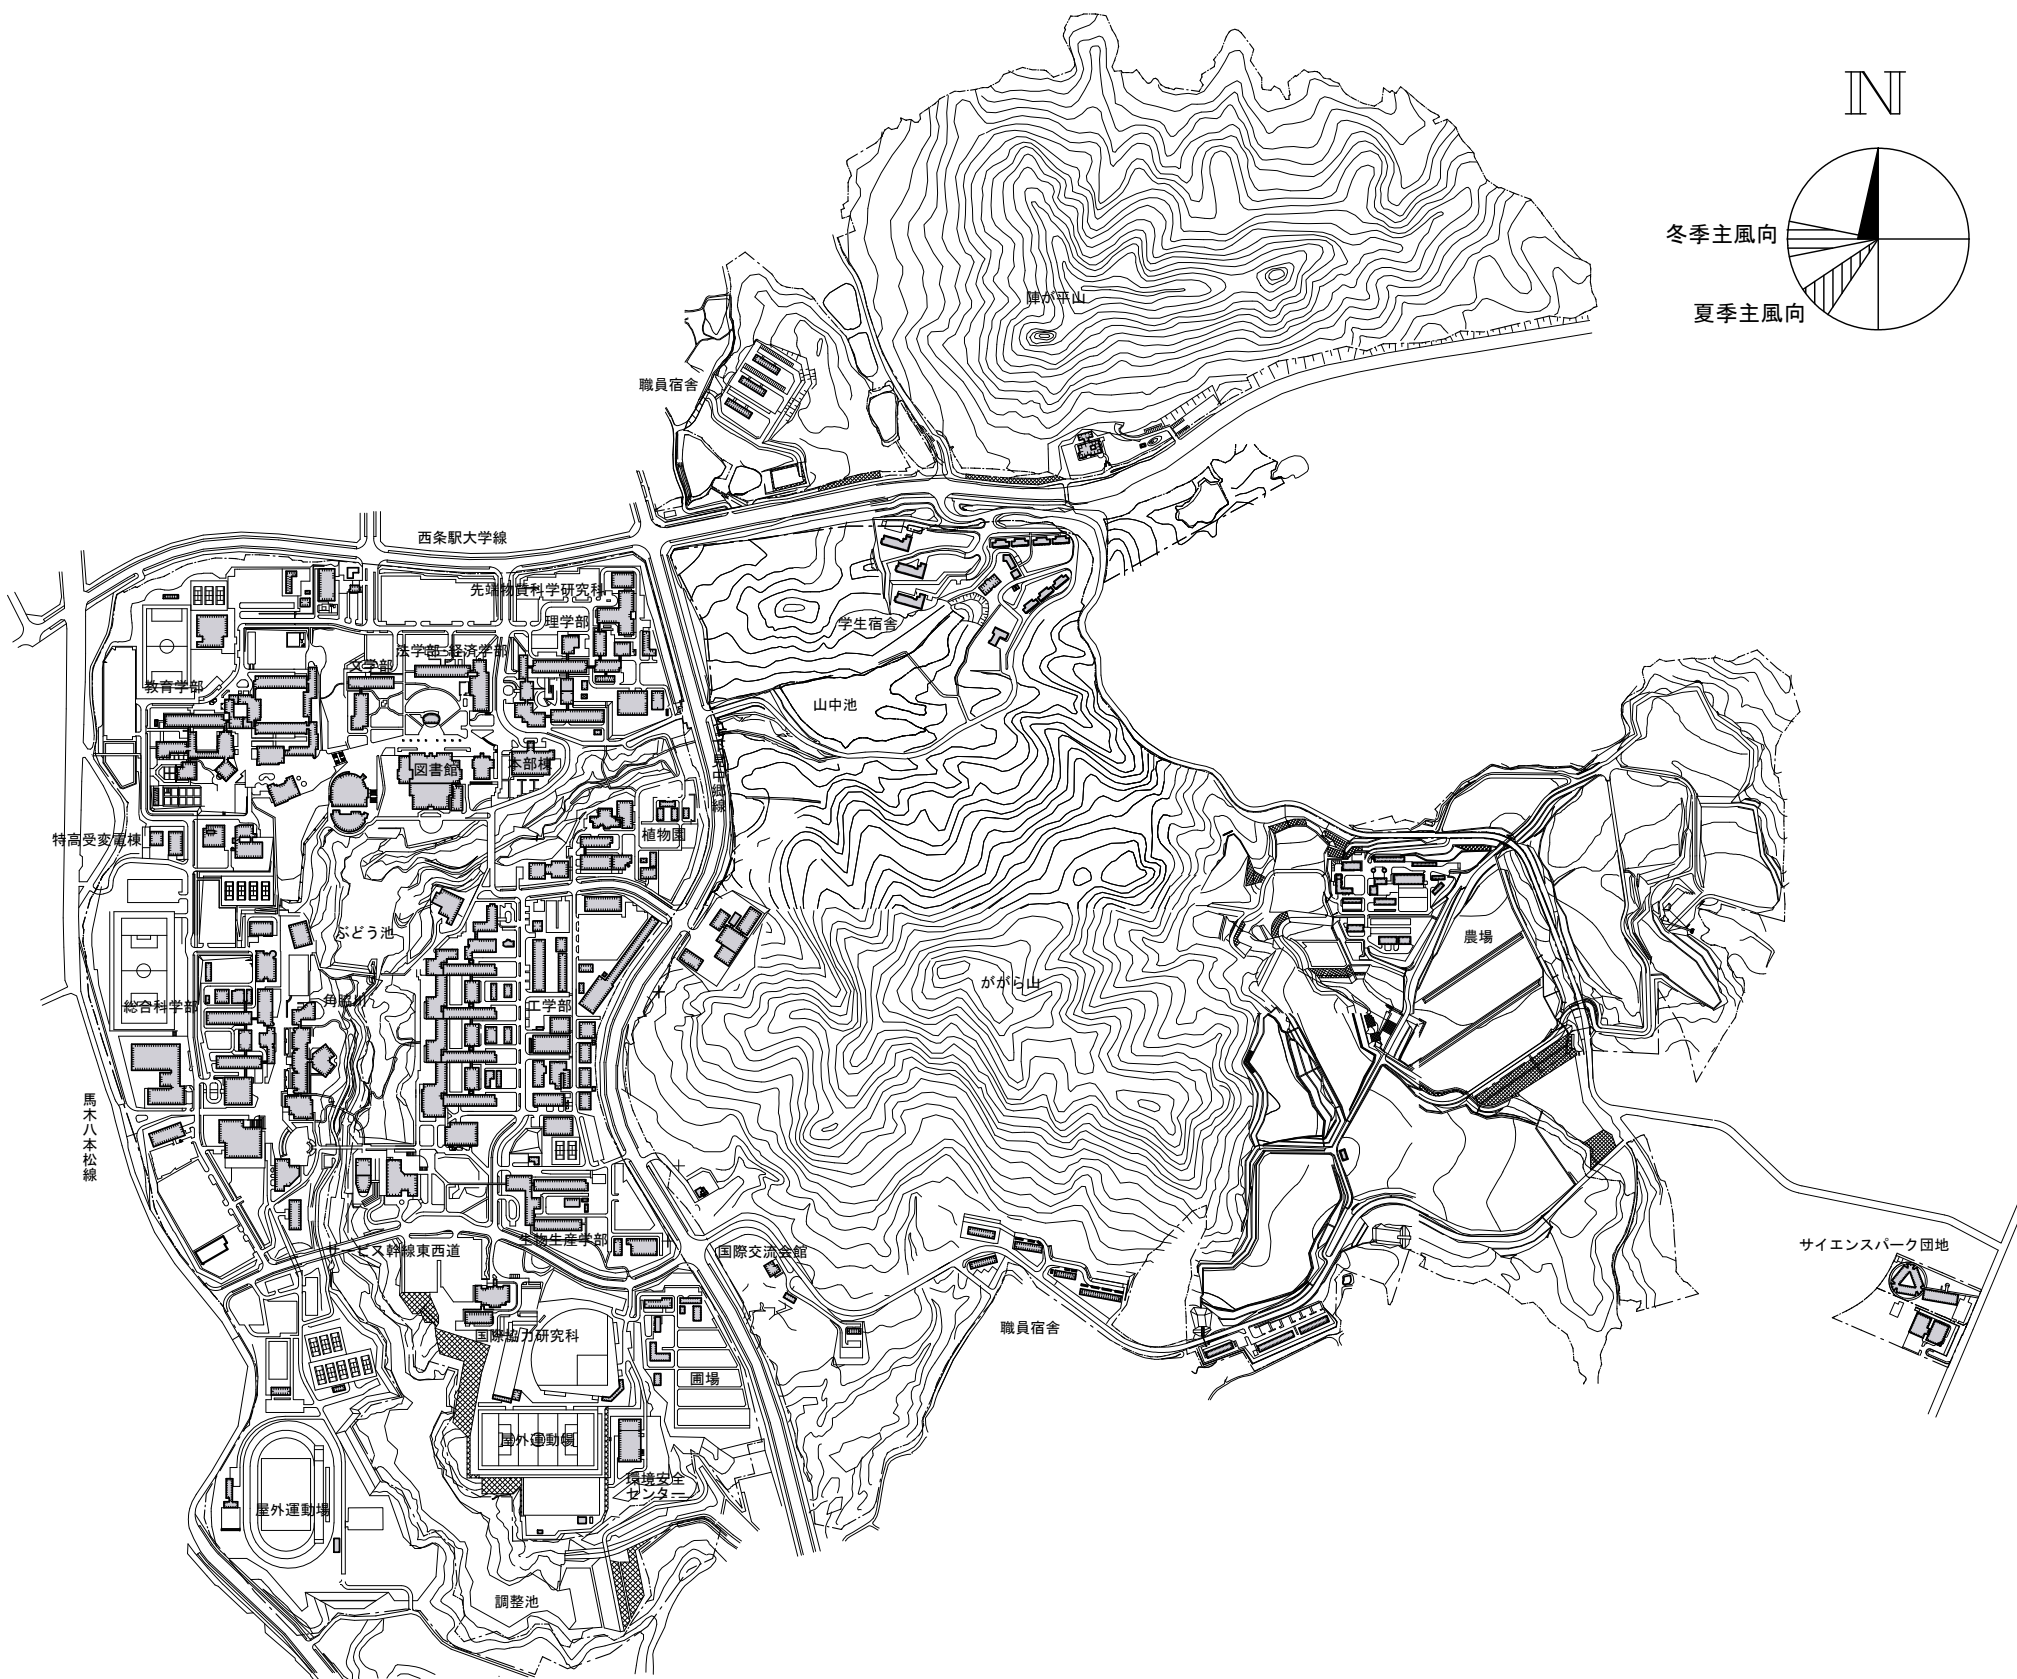 N
冬季主風向
夏季主風向
陣が平山
職員宿舎
西条駅大学線
先端物質科学研究科
理学部
学生宿舎
法学部・経済学部
文学部
教育学部
山中池
図書館
本部棟
植物園
特高受変電棟
ぶどう池
農場
ががら山
総合科学部
角脇川
工学部
馬木八本松線
生物生産学部
サービス幹線東西道
国際交流会館
サイエンスパーク団地
職員宿舎
国際協力研究科
圃場
屋外運動場
環境安全
センター
屋外運動場
調整池